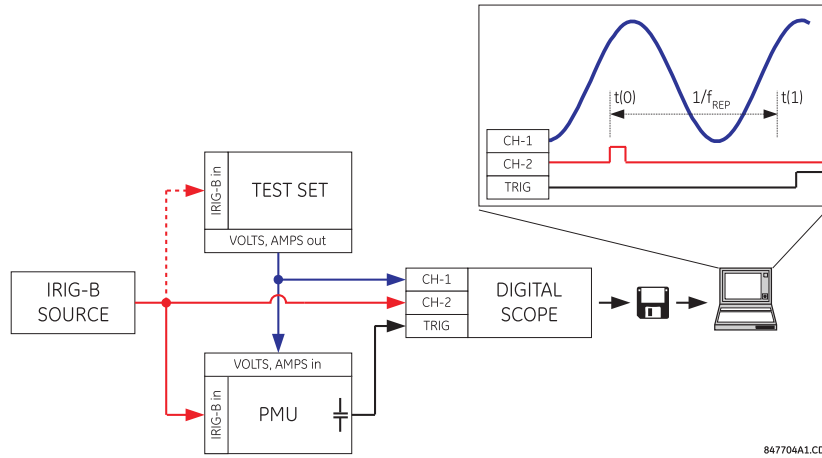 t(0)
1/fREP
t(1)
CH-1
CH-2
TRIG
IRIG-B in
TEST SET
VOLTS, AMPS out
IRIG-B
SOURCE
CH-1
CH-2
TRIG
DIGITAL
SCOPE
VOLTS, AMPS in
IRIG-B in
PMU
847704A1.CD